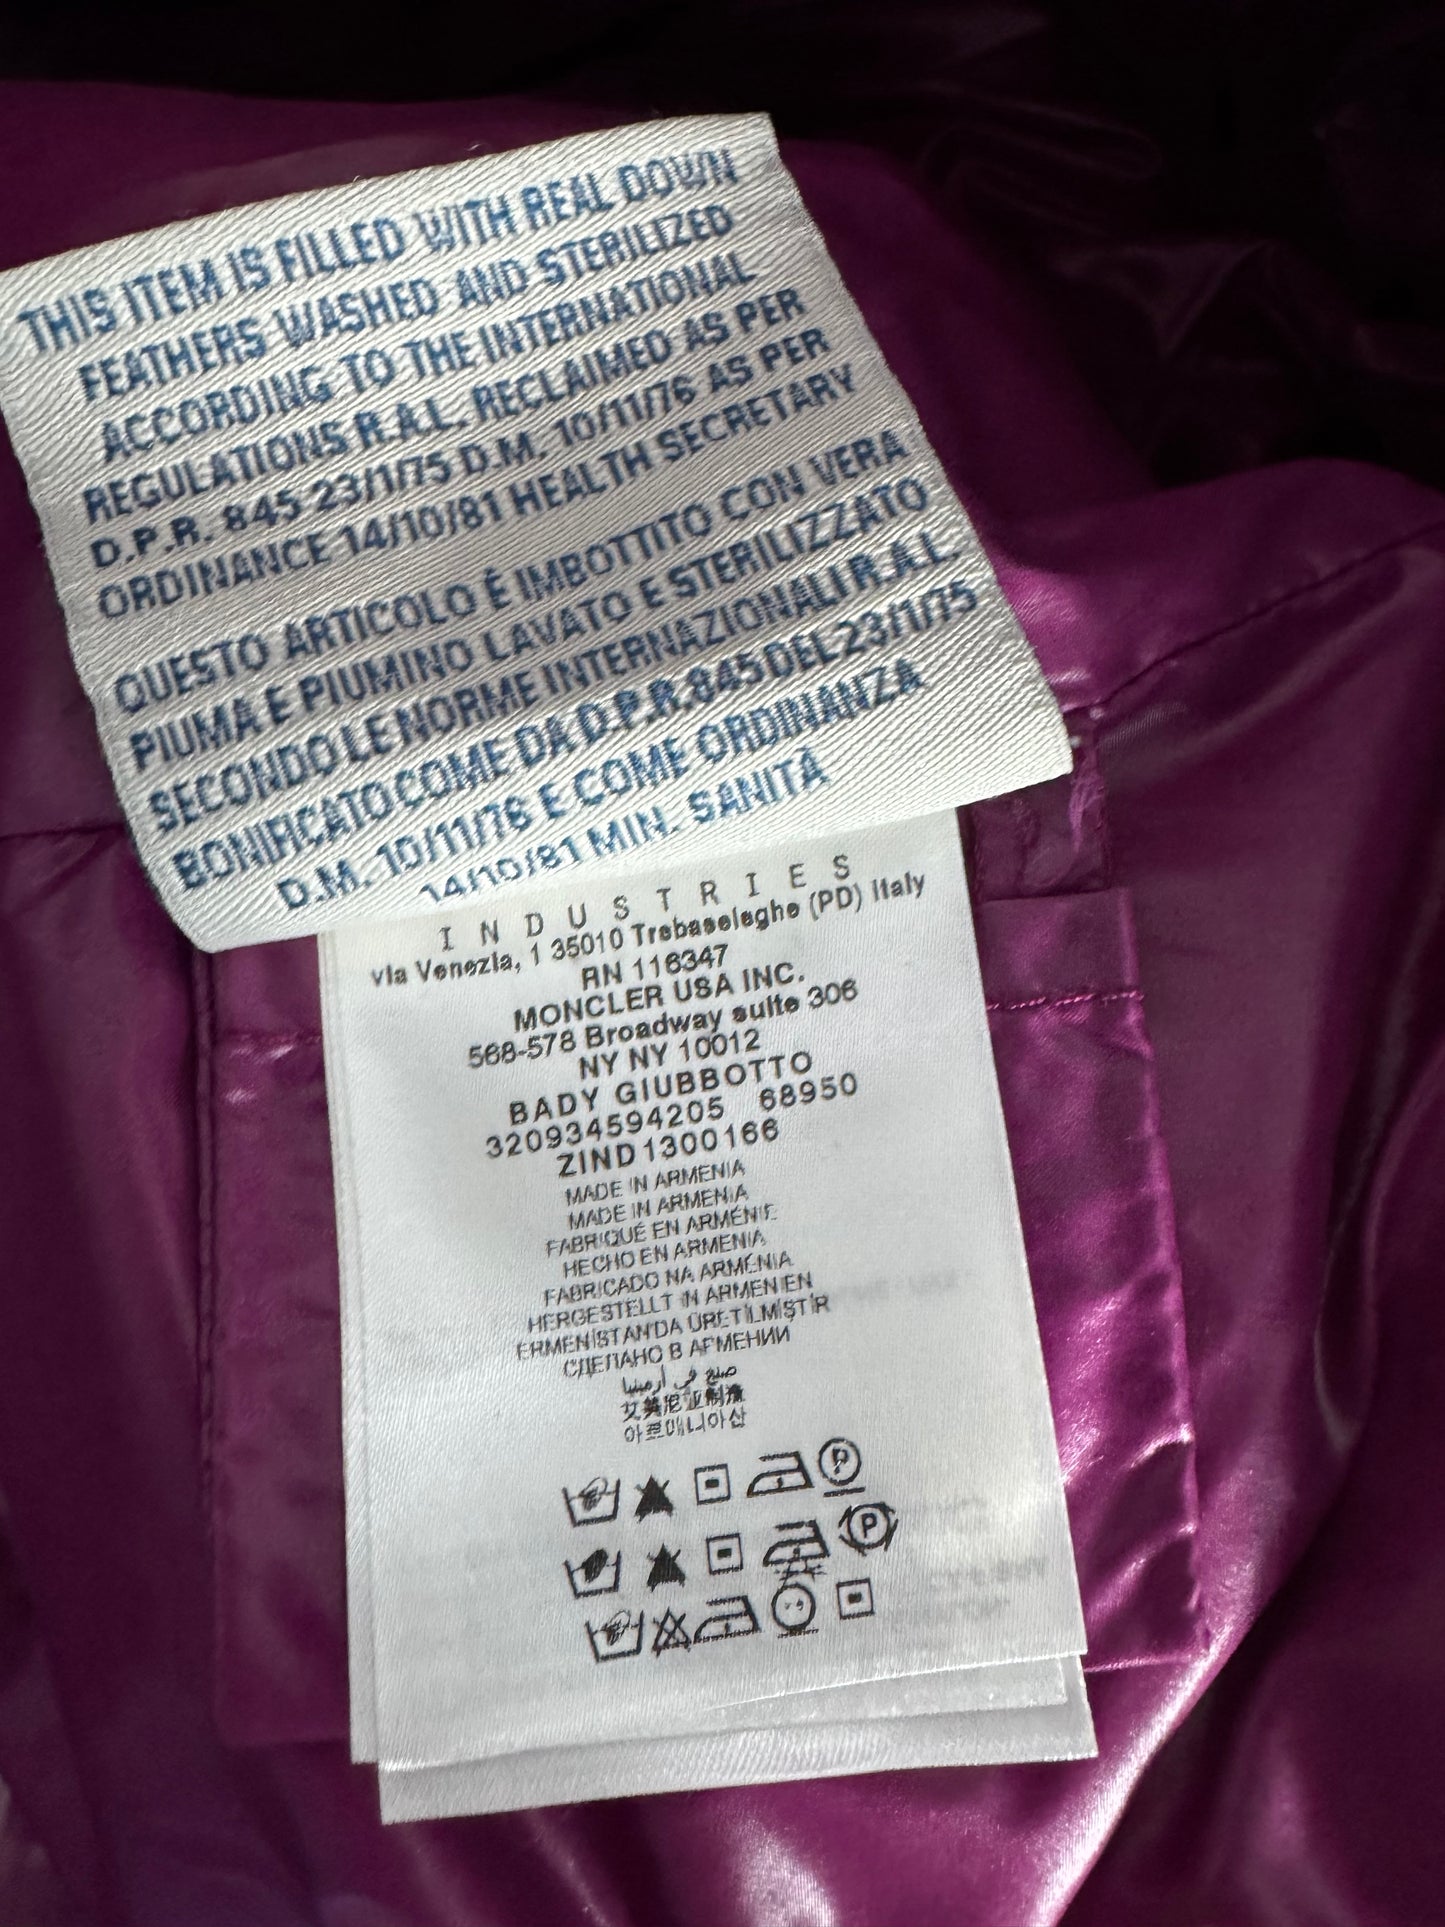 THIS ITEM IS FILLED WITH REAL DOWN
FEATHERS WASHED AND STERILIZED
ACCORDING TO THE INTERNATIONAL
REGULATIONS R.A.L. RECLAIMED AS PER
D.P.R. 845 23/1/75 D.M. 10/11/76 AS PER
ORDINANCE 14/10/81 HEALTH SECRETARY
QUESTO ARTICOLO É IMBOTTITO CON VERA
PIUMA E PIUMINO LAVATO E STERILIZZATO
SECONDO LE NORME INTERNAZIONALI R.A.L.
BONIFICATO COME DA D.P.R. 845 DEL 23/1/75
D.M. 10/11/76 E COME ORDINANZA
14/10/81 MIN. SANITÀ
INDUSTRIES
via Venezia, 1 35010 Trebaseleghe (PD) Italy
RN 116347
MONCLER USA INC.
568-578 Broadway suite 306
NY NY 10012
BADY GIUBBOTTO
320934594205 68950
ZIND1300166
MADE IN ARMENIA
MADE IN ARMENIA
FABRIQUÉ EN ARMÉNIE
HECHO EN ARMENIA
FABRICADO NA ARMÉNIA
HERGESTELLT IN ARMENIEN
ERMENİSTAN'DA ÜRETİLMİŞTİR
СДЕЛАНО В АРМЕНИИ
صنع في ارمينيا
艾美尼亚制造
아르메니아산
P
P